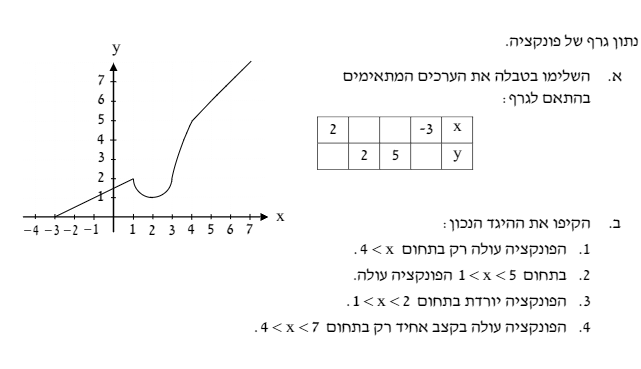 נתון גרף של פונקציה.
א. השלימו בטבלה את הערכים המתאימים
בהתאם לגרף:
x -3 2
y 5 2
ב. הקיפו את ההיגד הנכון:
1. הפונקציה עולה רק בתחום 4 < x .
2. בתחום 1 < x < 5 הפונקציה עולה.
3. הפונקציה יורדת בתחום 1 < x < 2 .
4. הפונקציה עולה בקצב אחיד רק בתחום 4 < x < 7 .
y
7
6
5
4
3
2
1
−4 −3 −2 −1 1 2 3 4 5 6 7 x